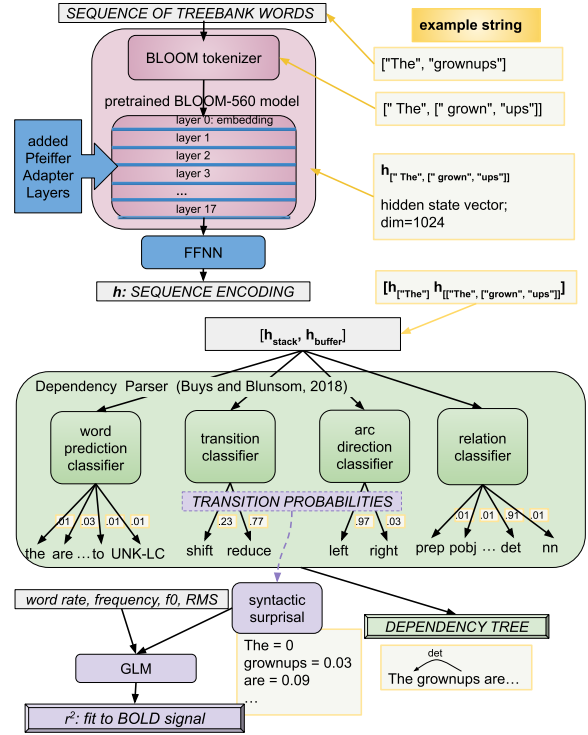 SEQUENCE OF TREEBANK WORDS
example string
BLOOM tokenizer
["The", "grownups"]
pretrained BLOOM-560 model
[" The", [" grown", "ups"]]
layer 0: embedding
layer 1
layer 2
layer 3
...
layer 17
added
Pfeiffer
Adapter
Layers
h[" The", [" grown", "ups"]]
hidden state vector;
dim=1024
FFNN
h: SEQUENCE ENCODING
[h["The"] h[["The", ["grown", "ups"]]]
[hstack, hbuffer]
Dependency Parser (Buys and Blunsom, 2018)
word
prediction
classifier
transition
classifier
arc
direction
classifier
relation
classifier
TRANSITION PROBABILITIES
.01 .03 .01 .01
.23 .77
.97 .03
.01 .01 .91 .01
the are ... to UNK-LC
shift reduce
left right
prep pobj ... det nn
word rate, frequency, f0, RMS
syntactic
surprisal
DEPENDENCY TREE
The = 0
grownups = 0.03
are = 0.09
...
det
The grownups are...
GLM
r2: fit to BOLD signal